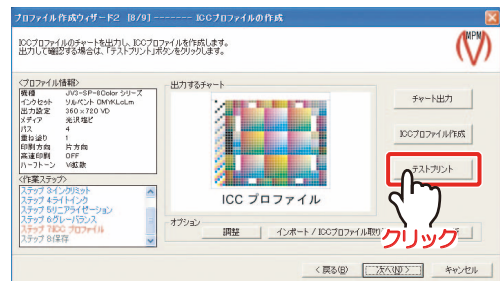 プロファイル作成ウィザード2 [8/9] ------- ICCプロファイルの作成
ICCプロファイルのチャートを出力し、ICCプロファイルを作成します。
出力して確認する場合は、「テストプリント」ボタンをクリックします。
MPM
<プロファイル情報>
機種 JV3-SP-8Color シリーズ
インクセット ソルベント CMYKLcLm
出力設定 360 x 720 VD
メディア 光沢塩ビ
パス 4
重ね塗り 1
印刷方向 片方向
高速印刷 OFF
ハーフトーン V拡散
<作業ステップ>
ステップ 3インクリミット
ステップ 4ライトインク
ステップ 5リニアライゼーション
ステップ 6グレーバランス
ステップ 7ICC プロファイル
ステップ 8保存
出力するチャート
ICC プロファイル
チャート出力
ICCプロファイル作成
テストプリント
オプション
調整
インポート / ICCプロファイル取り
クリック
< 戻る(B)
次へ(N) >
キャンセル